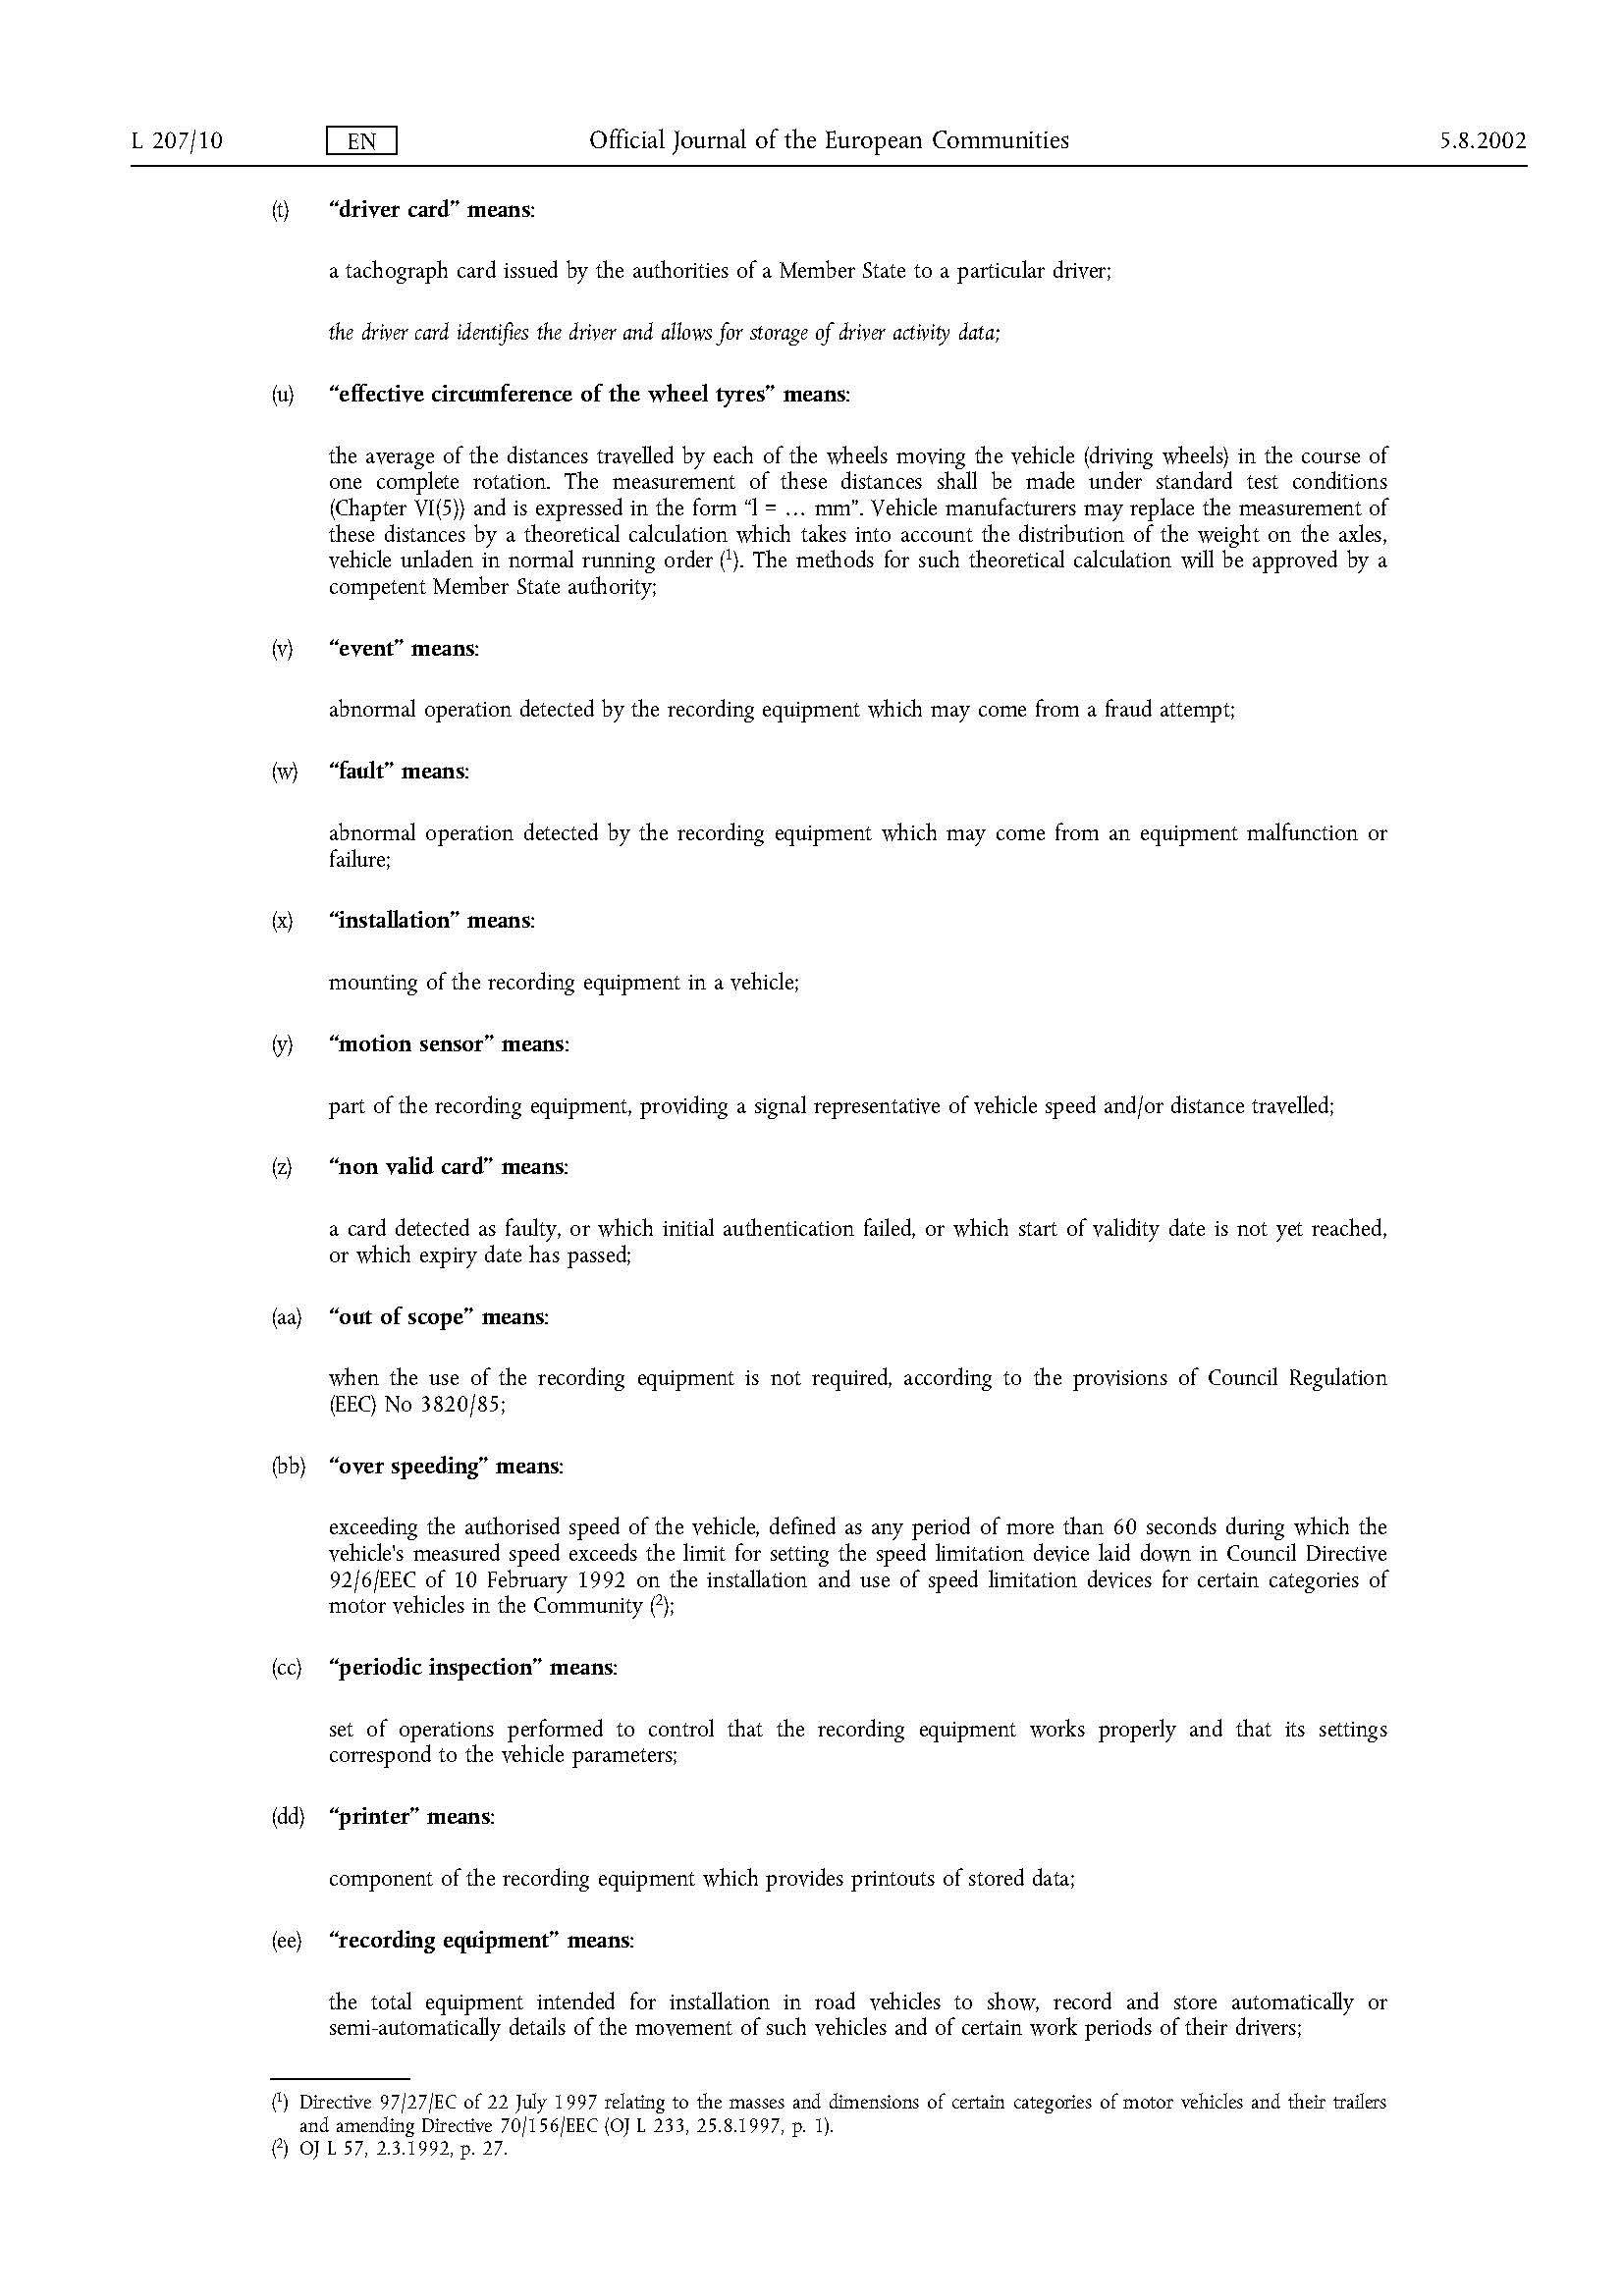 L 207/10 EN Official Journal of the European Communities 5.8.2002
(t) “driver card” means:
a tachograph card issued by the authorities of a Member State to a particular driver;
the driver card identifies the driver and allows for storage of driver activity data;
(u) “effective circumference of the wheel tyres” means:
the average of the distances travelled by each of the wheels moving the vehicle (driving wheels) in the course of
one complete rotation. The measurement of these distances shall be made under standard test conditions
(Chapter VI(5)) and is expressed in the form “l = … mm”. Vehicle manufacturers may replace the measurement of
these distances by a theoretical calculation which takes into account the distribution of the weight on the axles,
vehicle unladen in normal running order (¹). The methods for such theoretical calculation will be approved by a
competent Member State authority;
(v) “event” means:
abnormal operation detected by the recording equipment which may come from a fraud attempt;
(w) “fault” means:
abnormal operation detected by the recording equipment which may come from an equipment malfunction or
failure;
(x) “installation” means:
mounting of the recording equipment in a vehicle;
(y) “motion sensor” means:
part of the recording equipment, providing a signal representative of vehicle speed and/or distance travelled;
(z) “non valid card” means:
a card detected as faulty, or which initial authentication failed, or which start of validity date is not yet reached,
or which expiry date has passed;
(aa) “out of scope” means:
when the use of the recording equipment is not required, according to the provisions of Council Regulation
(EEC) No 3820/85;
(bb) “over speeding” means:
exceeding the authorised speed of the vehicle, defined as any period of more than 60 seconds during which the
vehicle's measured speed exceeds the limit for setting the speed limitation device laid down in Council Directive
92/6/EEC of 10 February 1992 on the installation and use of speed limitation devices for certain categories of
motor vehicles in the Community (²);
(cc) “periodic inspection” means:
set of operations performed to control that the recording equipment works properly and that its settings
correspond to the vehicle parameters;
(dd) “printer” means:
component of the recording equipment which provides printouts of stored data;
(ee) “recording equipment” means:
the total equipment intended for installation in road vehicles to show, record and store automatically or
semi-automatically details of the movement of such vehicles and of certain work periods of their drivers;
(¹) Directive 97/27/EC of 22 July 1997 relating to the masses and dimensions of certain categories of motor vehicles and their trailers
and amending Directive 70/156/EEC (OJ L 233, 25.8.1997, p. 1).
(²) OJ L 57, 2.3.1992, p. 27.